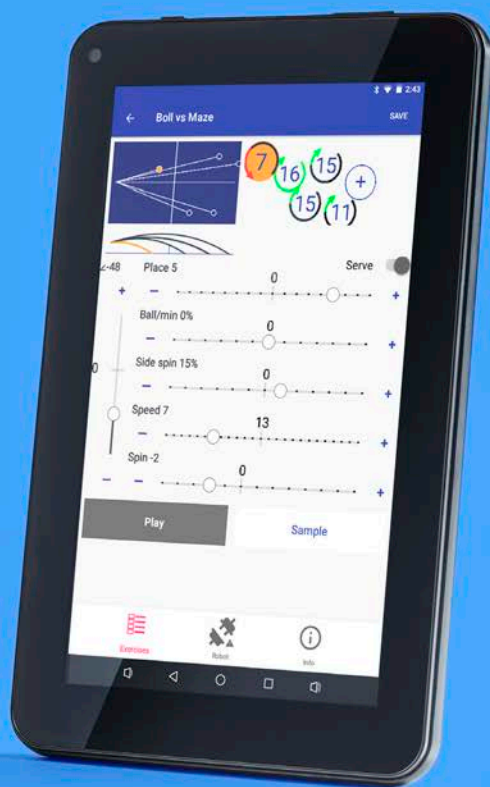 2:43
← Boll vs Maze SAVE
7 16 15 +
15 11
-48 Place 5 Serve
0
+ - +
Ball/min 0%
0
- +
0
Side spin 15%
0
- +
Speed 7
13
- +
Spin -2
0
- - +
Play Sample
Exercises Robot Info